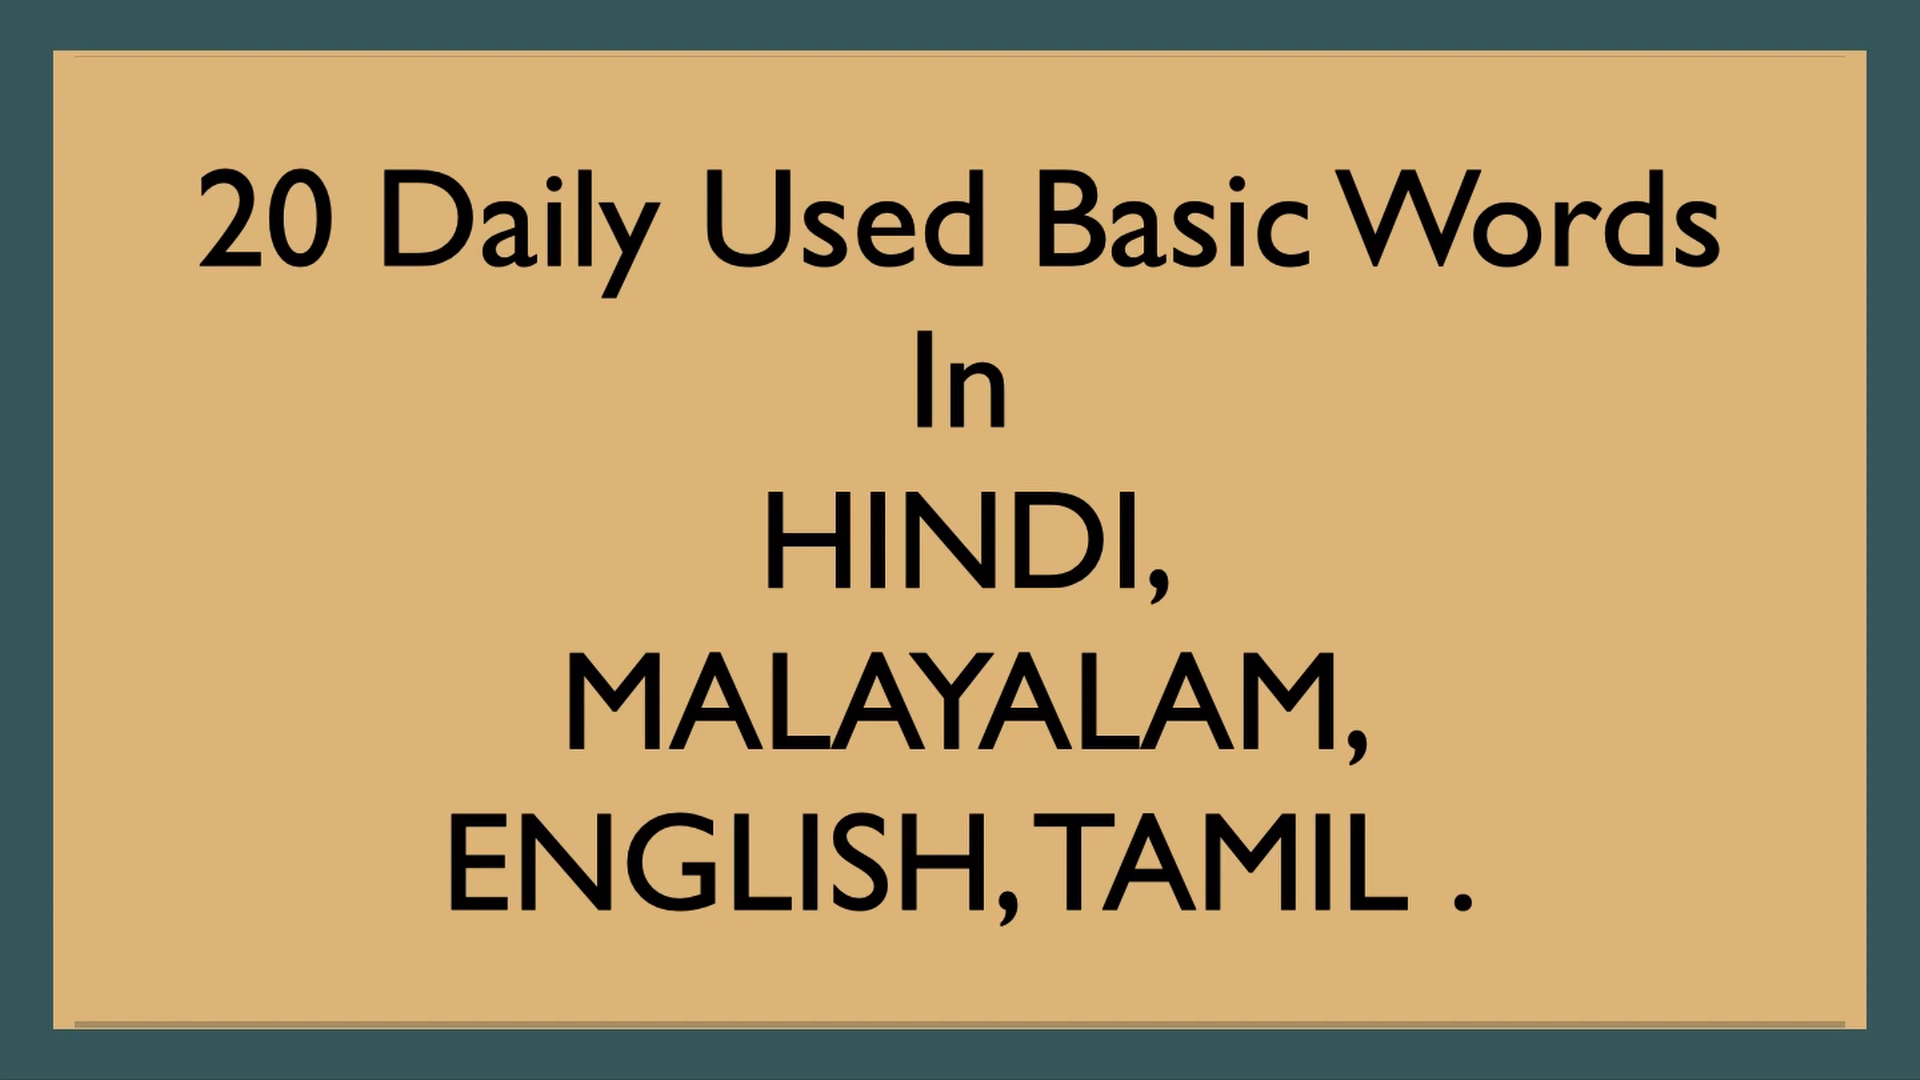 20 Daily Used Basic Words
In
HINDI,
MALAYALAM,
ENGLISH,TAMIL .